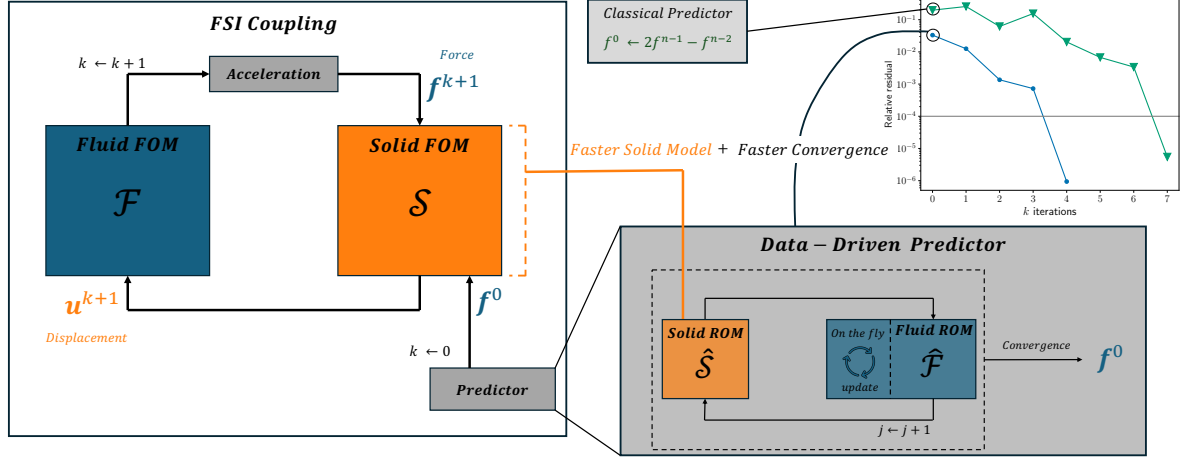 FSI Coupling
k ← k + 1
Acceleration
Force
f^{k+1}
Fluid FOM
ℱ
Solid FOM
𝒮
u^{k+1}
Displacement
f^0
k ← 0
Predictor
Faster Solid Model + Faster Convergence
Classical Predictor
f^0 ← 2f^{n−1} − f^{n−2}
Relative residual
10^{−1}
10^{−2}
10^{−3}
10^{−4}
10^{−5}
10^{−6}
0 1 2 3 4 5 6 7
k iterations
Data − Driven Predictor
Solid ROM
Ŝ
On the fly
update
Fluid ROM
ℱ̂
j ← j + 1
Convergence
f^0